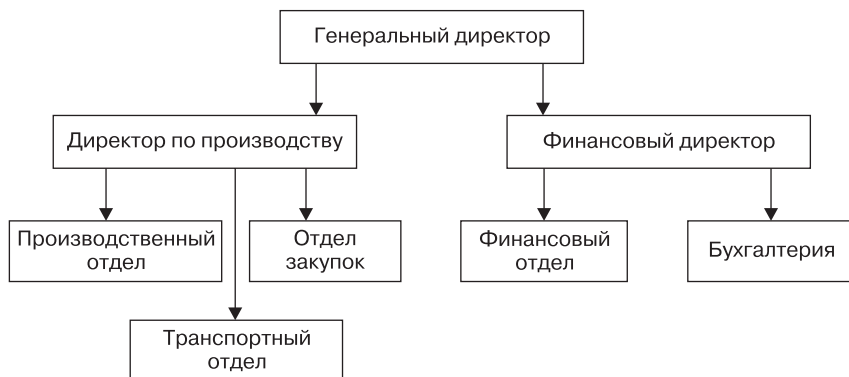 Генеральный директор
Директор по производству
Финансовый директор
Производственный
отдел
Отдел
закупок
Финансовый
отдел
Бухгалтерия
Транспортный
отдел